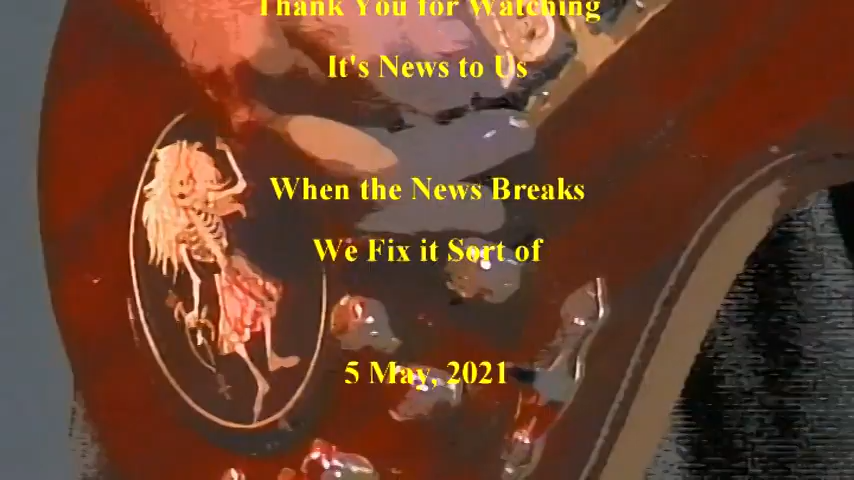 Thank You for Watching
It's News to Us
When the News Breaks
We Fix it Sort of
5 May, 2021